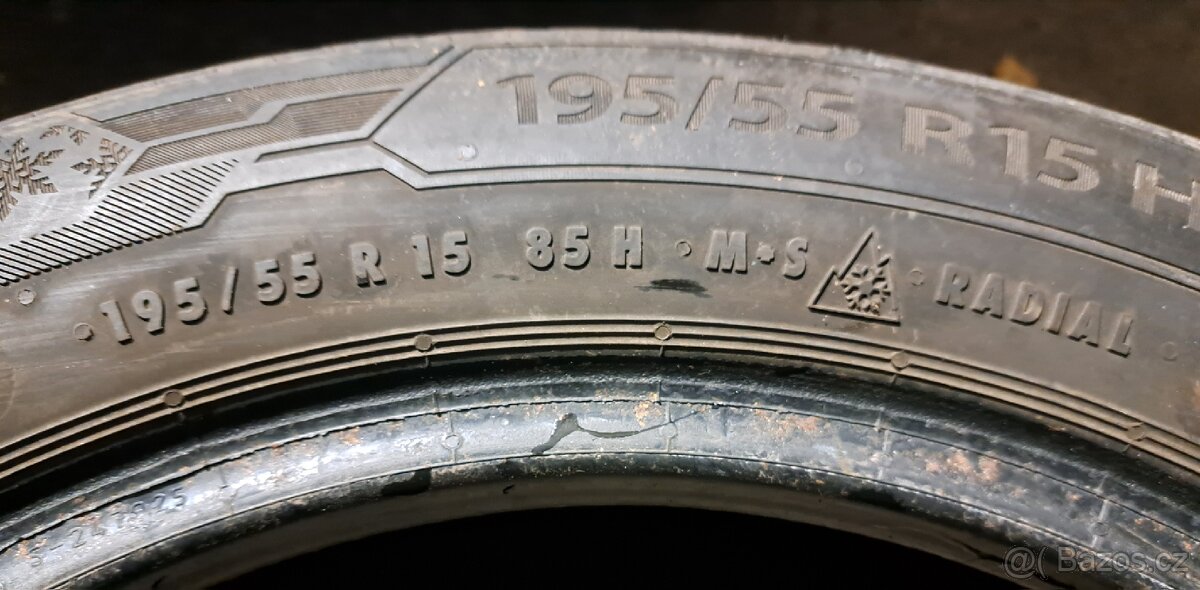 195/55 R15 H
195/55 R 15 85 H M+S RADIAL
Bazos.cz